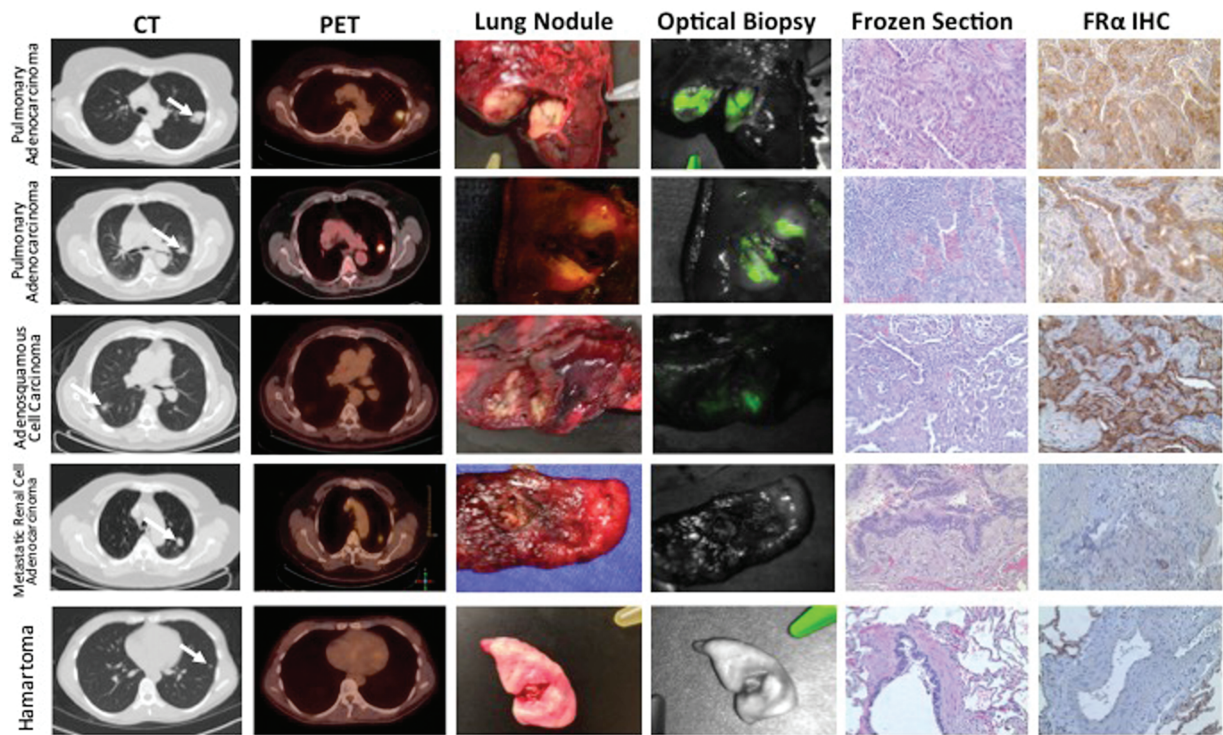 CT
PET
Lung Nodule
Optical Biopsy
Frozen Section
FRα IHC
Pulmonary
Adenocarcinoma
Pulmonary
Adenocarcinoma
Adenosquamous
Cell Carcinoma
Metastatic Renal Cell
Adenocarcinoma
Hamartoma